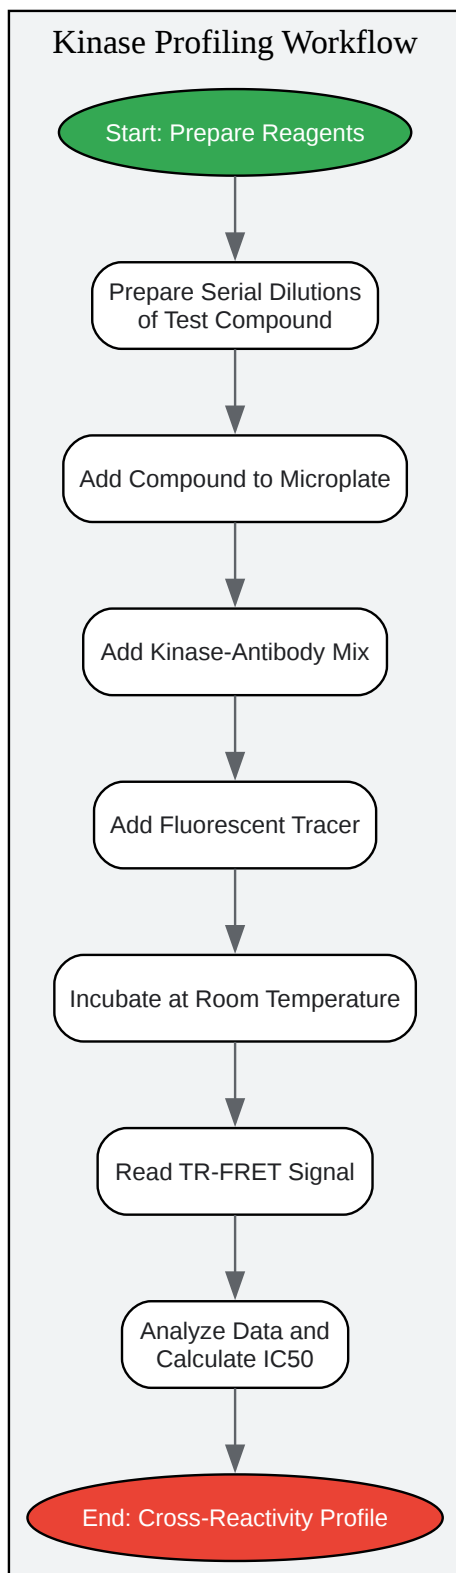 Kinase Profiling Workflow
Start: Prepare Reagents
Prepare Serial Dilutions
of Test Compound
Add Compound to Microplate
Add Kinase-Antibody Mix
Add Fluorescent Tracer
Incubate at Room Temperature
Read TR-FRET Signal
Analyze Data and
Calculate IC50
End: Cross-Reactivity Profile